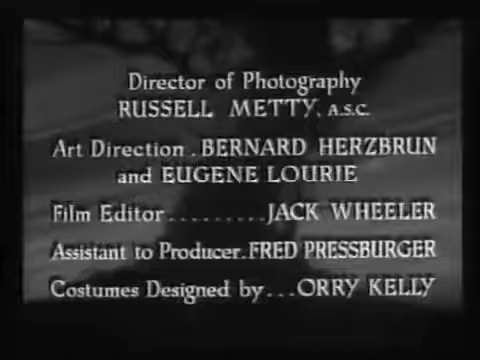 Director of Photography
RUSSELL METTY, A.S.C.
Art Direction . BERNARD HERZBRUN
and EUGENE LOURIE
Film Editor.........JACK WHEELER
Assistant to Producer..FRED PRESSBURGER
Costumes Designed by...ORRY KELLY